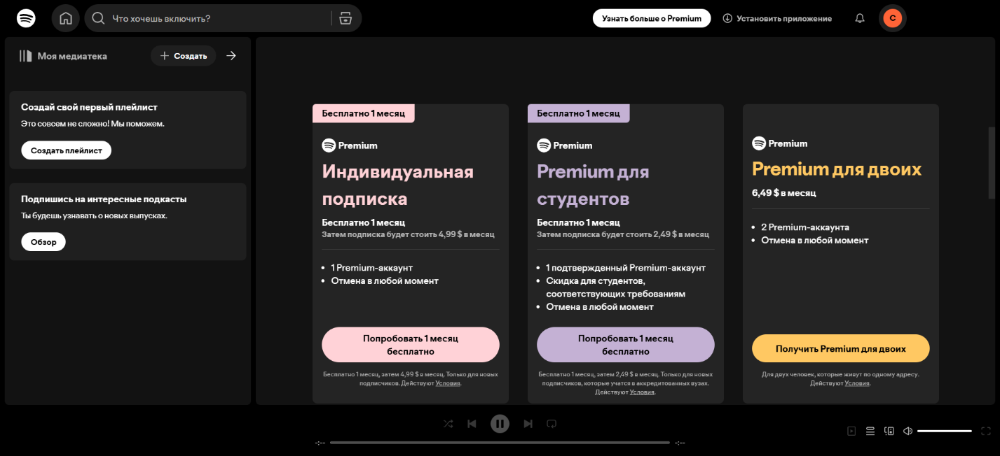 Что хочешь включить?
Узнать больше о Premium
Установить приложение
С
Моя медиатека
Создать
Создай свой первый плейлист
Это совсем не сложно! Мы поможем.
Создать плейлист
Подпишись на интересные подкасты
Ты будешь узнавать о новых выпусках.
Обзор
Бесплатно 1 месяц
Premium
Индивидуальная
подписка
Бесплатно 1 месяц
Затем подписка будет стоить 4,99 $ в месяц
1 Premium-аккаунт
Отмена в любой момент
Попробовать 1 месяц
бесплатно
Бесплатно 1 месяц, затем 4,99 $ в месяц. Только для новых
подписчиков. Действуют Условия.
Бесплатно 1 месяц
Premium
Premium для
студентов
Бесплатно 1 месяц
Затем подписка будет стоить 2,49 $ в месяц
1 подтвержденный Premium-аккаунт
Скидка для студентов,
соответствующих требованиям
Отмена в любой момент
Попробовать 1 месяц
бесплатно
Бесплатно 1 месяц, затем 2,49 $ в месяц. Только для новых
подписчиков, которые учатся в аккредитованных вузах.
Действуют Условия.
Premium
Premium для двоих
6,49 $ в месяц
2 Premium-аккаунта
Отмена в любой момент
Получить Premium для двоих
Для двух человек, которые живут по одному адресу.
Действуют Условия.
-:--
-:--